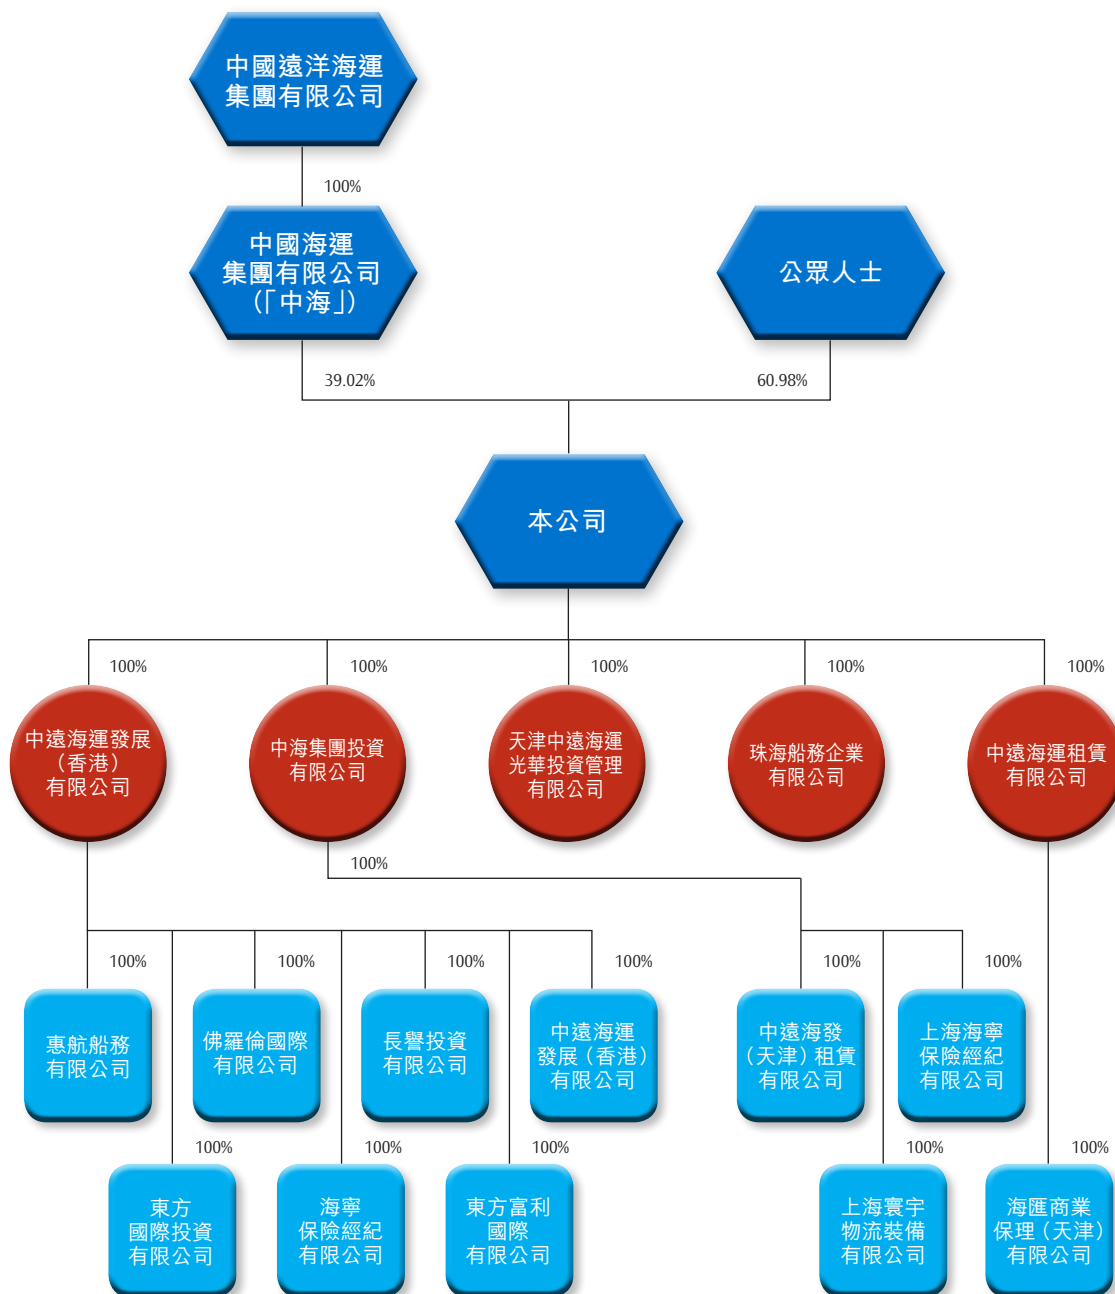 中國遠洋海運
集團有限公司
100%
中國海運
集團有限公司
(「中海」)
公眾人士
39.02%
60.98%
本公司
100%
100%
100%
100%
100%
中遠海運發展
(香港)
有限公司
中海集團投資
有限公司
天津中遠海運
光華投資管理
有限公司
珠海船務企業
有限公司
中遠海運租賃
有限公司
100%
100%
100%
100%
100%
100%
100%
惠航船務
有限公司
佛羅倫國際
有限公司
長譽投資
有限公司
中遠海運
發展(香港)
有限公司
中遠海發
(天津)租賃
有限公司
上海海寧
保險經紀
有限公司
100%
100%
100%
100%
100%
東方
國際投資
有限公司
海寧
保險經紀
有限公司
東方富利
國際
有限公司
上海寰宇
物流裝備
有限公司
海匯商業
保理(天津)
有限公司